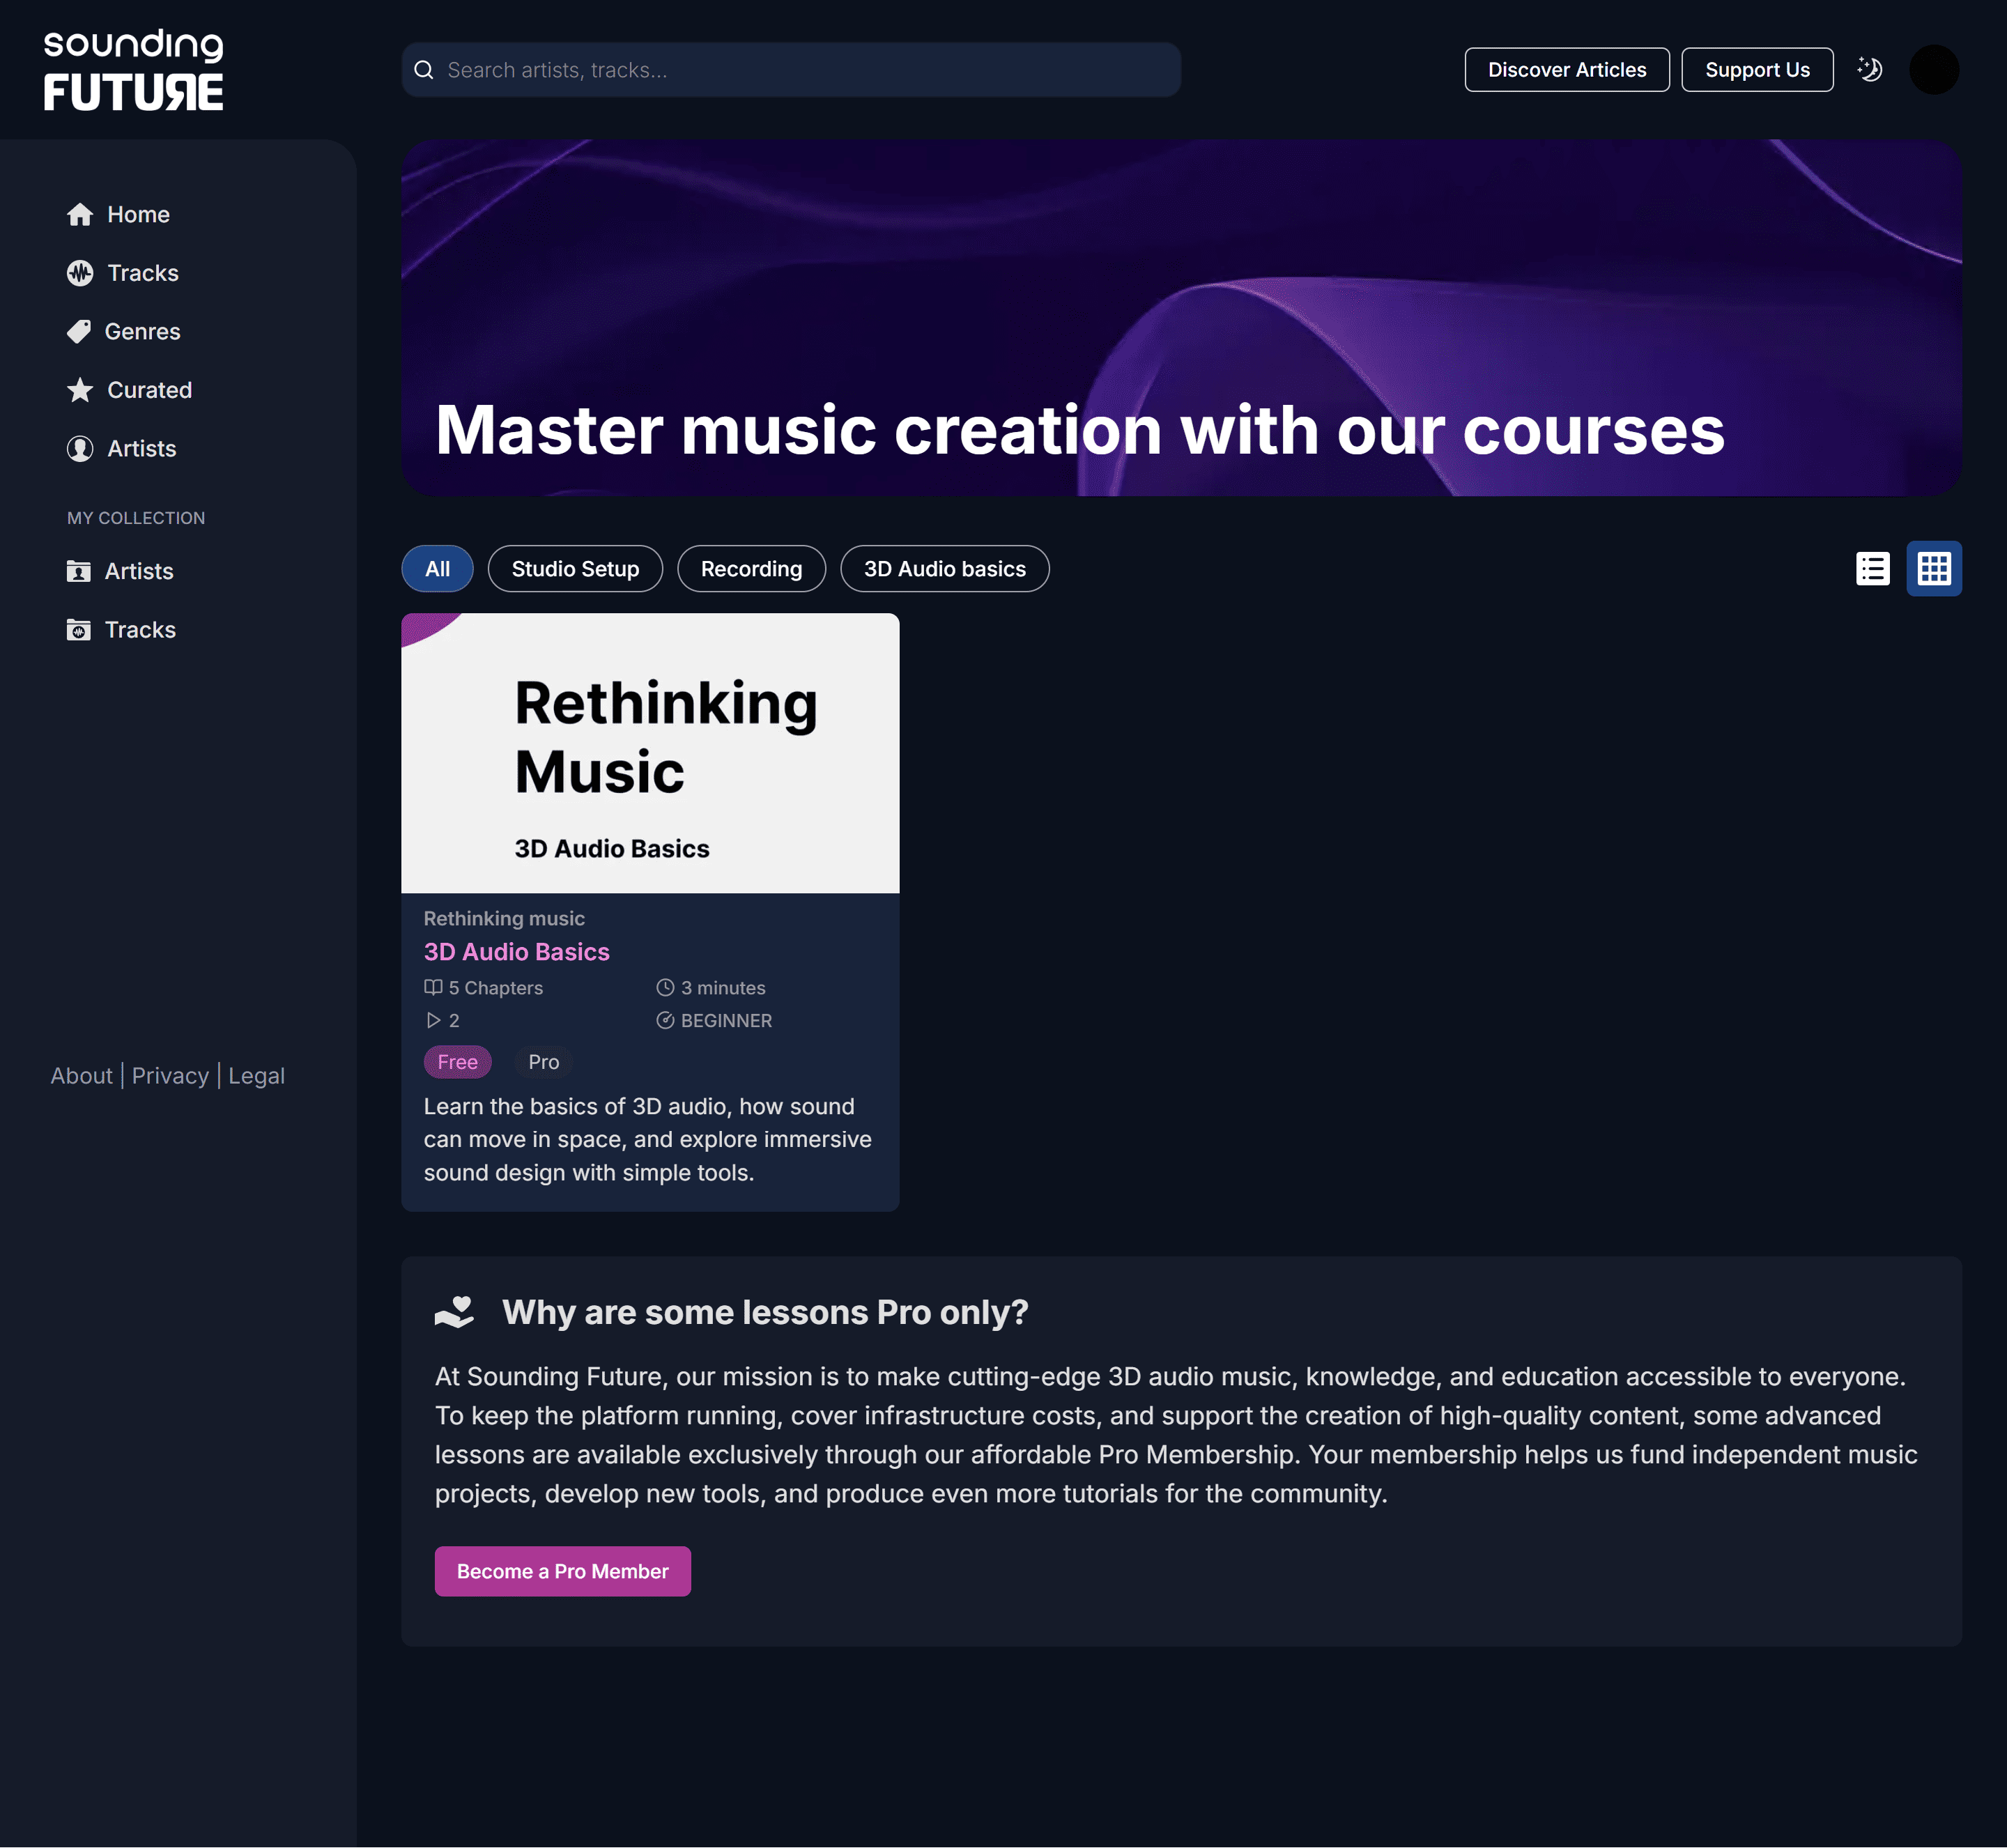 sounding
FUTURE
Search artists, tracks...
Discover Articles
Support Us
Home
Tracks
Genres
Curated
Artists
MY COLLECTION
Artists
Tracks
About | Privacy | Legal
Master music creation with our courses
All
Studio Setup
Recording
3D Audio basics
Rethinking
Music
3D Audio Basics
Rethinking music
3D Audio Basics
5 Chapters
3 minutes
2
BEGINNER
Free
Pro
Learn the basics of 3D audio, how sound
can move in space, and explore immersive
sound design with simple tools.
Why are some lessons Pro only?
At Sounding Future, our mission is to make cutting-edge 3D audio music, knowledge, and education accessible to everyone.
To keep the platform running, cover infrastructure costs, and support the creation of high-quality content, some advanced
lessons are available exclusively through our affordable Pro Membership. Your membership helps us fund independent music
projects, develop new tools, and produce even more tutorials for the community.
Become a Pro Member